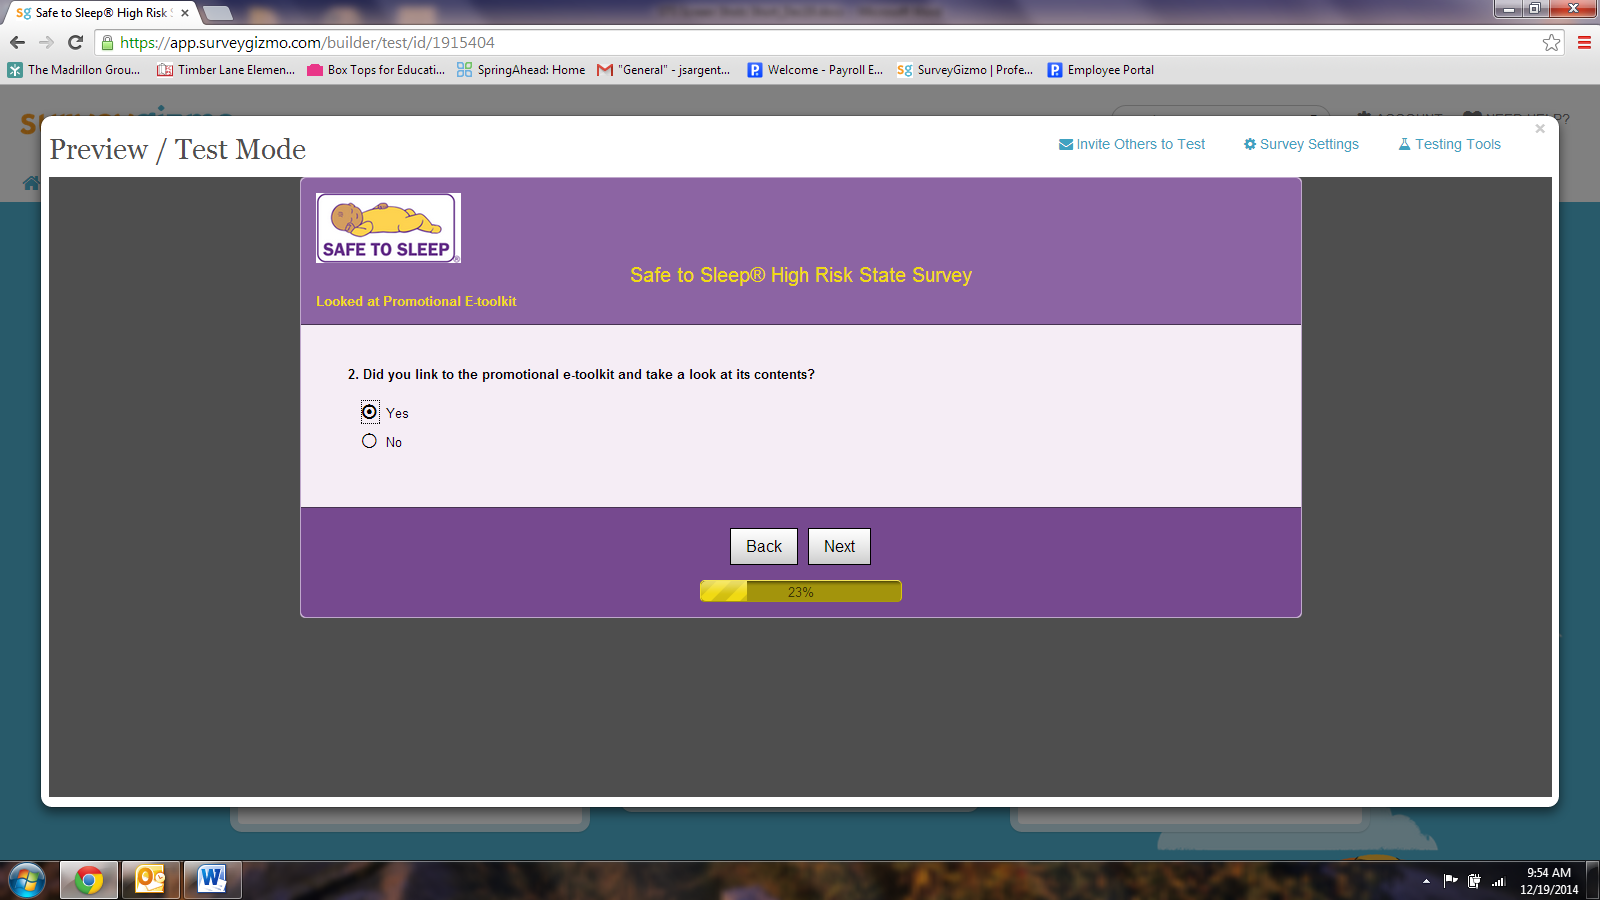 Safe to Sleep® High Risk S
https://app.surveygizmo.com/builder/test/id/1915404
The Madrillon Grou... Timber Lane Elemen... Box Tops for Educati... SpringAhead: Home "General" - jsargent... Welcome - Payroll E... SurveyGizmo | Profe... Employee Portal
Preview / Test Mode
Invite Others to Test Survey Settings Testing Tools
SAFE TO SLEEP®
Safe to Sleep® High Risk State Survey
Looked at Promotional E-toolkit
2. Did you link to the promotional e-toolkit and take a look at its contents?
Yes
No
Back Next
23%
9:54 AM
12/19/2014